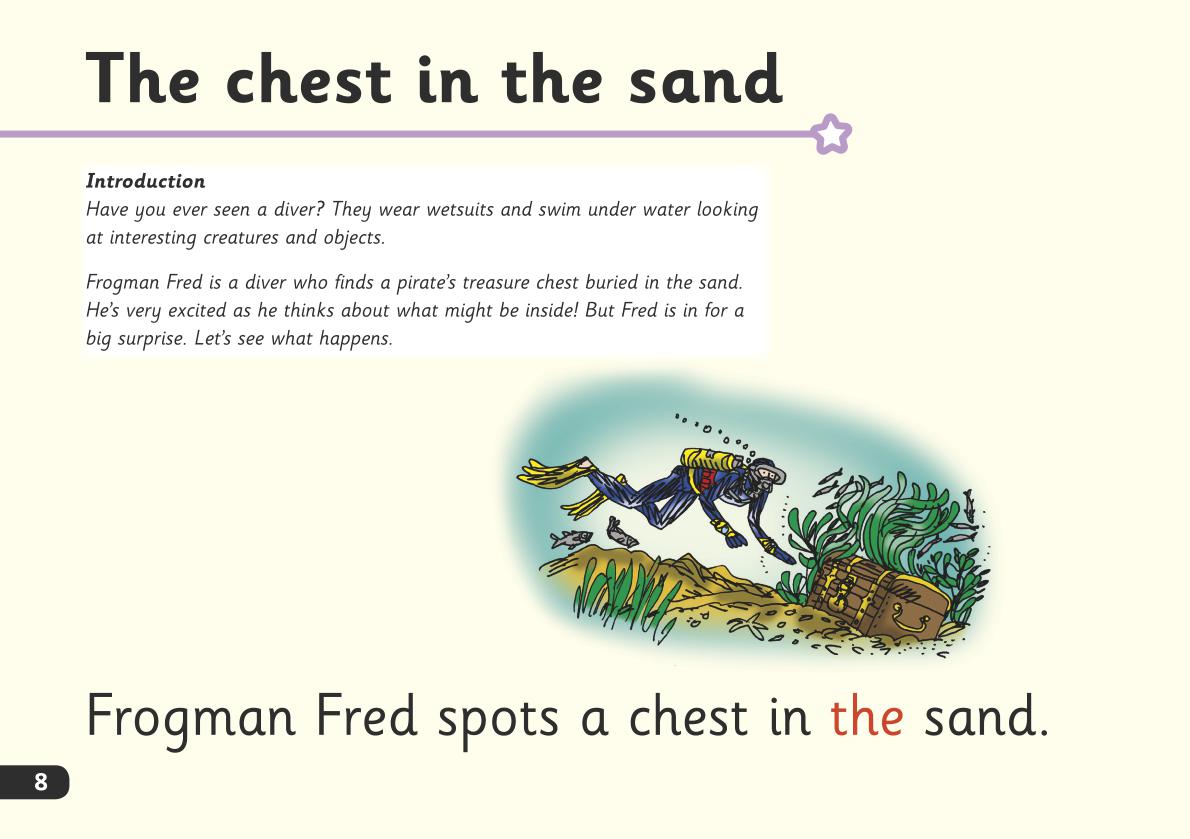 The chest in the sand
Introduction
Have you ever seen a diver? They wear wetsuits and swim under water looking
at interesting creatures and objects.
Frogman Fred is a diver who finds a pirate's treasure chest buried in the sand.
He's very excited as he thinks about what might be inside! But Fred is in for a
big surprise. Let's see what happens.
Frogman Fred spots a chest in the sand.
8